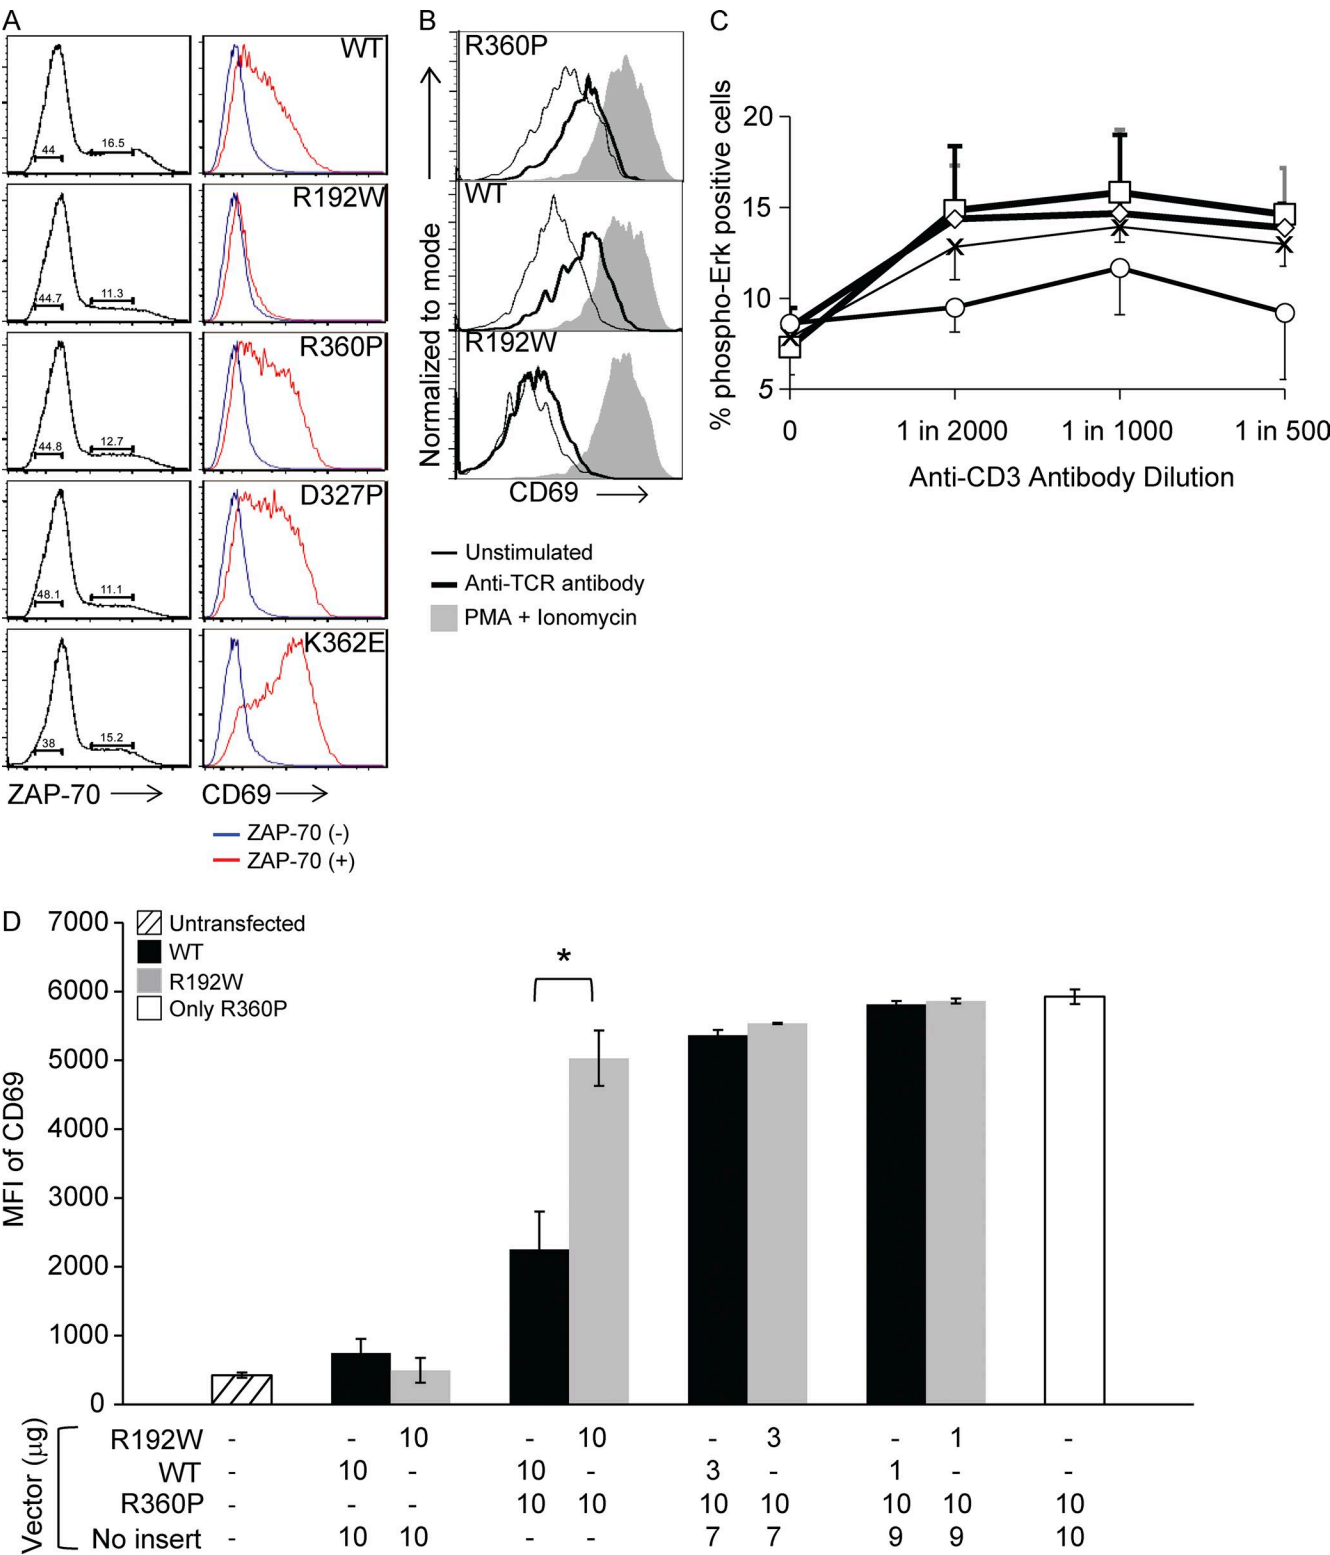 A
WT
44
16.5
R192W
44.7
11.3
R360P
44.8
12.7
D327P
48.1
11.1
K362E
38
15.2
ZAP-70
CD69
ZAP-70 (-)
ZAP-70 (+)
B
R360P
WT
R192W
Normalized to mode
CD69
Unstimulated
Anti-TCR antibody
PMA + Ionomycin
C
% phospho-Erk positive cells
20
15
10
5
0 1 in 2000 1 in 1000 1 in 500
Anti-CD3 Antibody Dilution
D
MFI of CD69
7000
6000
5000
4000
3000
2000
1000
0
Untransfected
WT
R192W
Only R360P
*
Vector (μg)
R192W - - 10 - 10 - 3 - 1 -
WT - 10 - 10 - 3 - 1 - -
R360P - - - 10 10 10 10 10 10 10
No insert - 10 10 - - 7 7 9 9 10